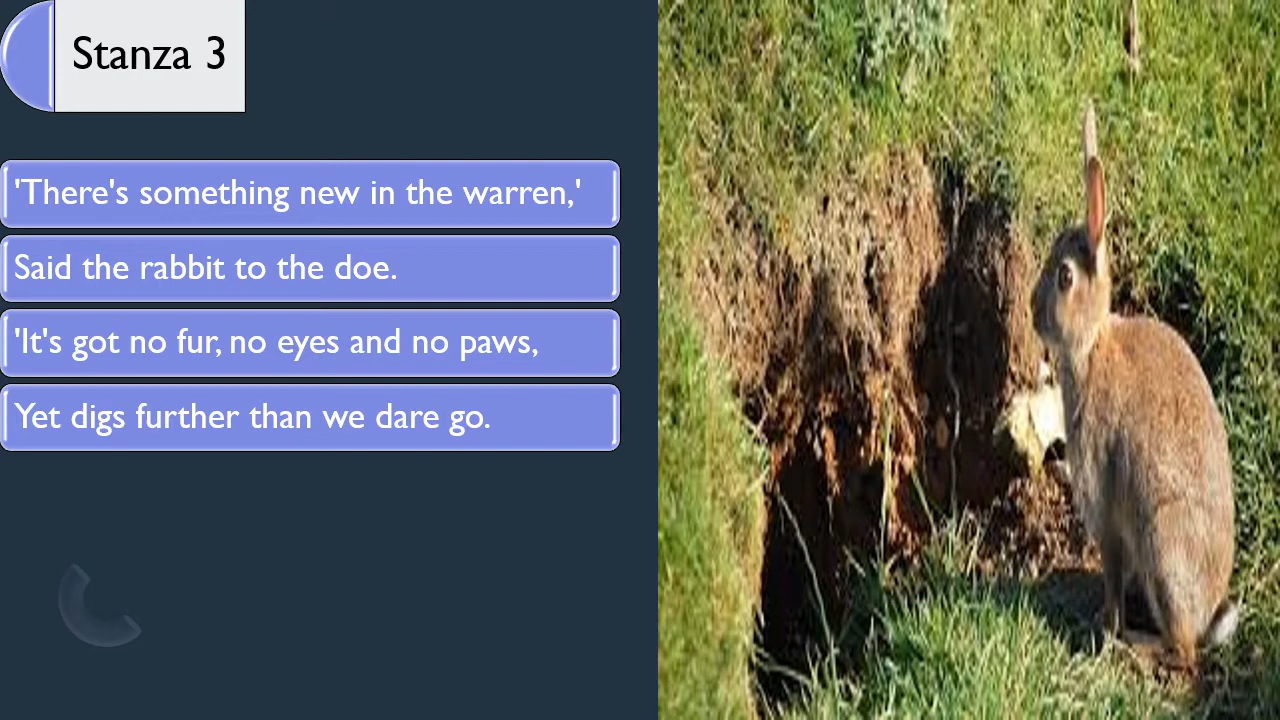 Stanza 3
'There's something new in the warren,'
Said the rabbit to the doe.
'It's got no fur, no eyes and no paws,
Yet digs further than we dare go.